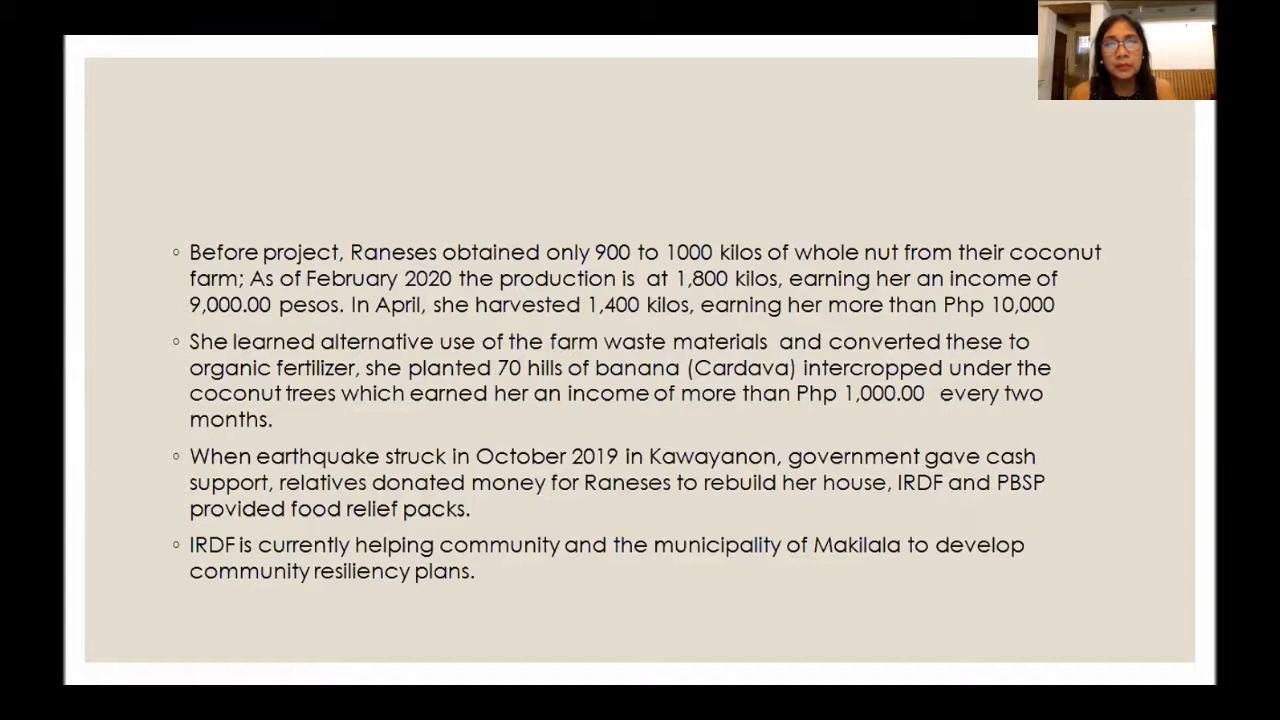 ◦ Before project, Raneses obtained only 900 to 1000 kilos of whole nut from their coconut
farm; As of February 2020 the production is at 1,800 kilos, earning her an income of
9,000.00 pesos. In April, she harvested 1,400 kilos, earning her more than Php 10,000
◦ She learned alternative use of the farm waste materials and converted these to
organic fertilizer, she planted 70 hills of banana (Cardava) intercropped under the
coconut trees which earned her an income of more than Php 1,000.00 every two
months.
◦ When earthquake struck in October 2019 in Kawayanon, government gave cash
support, relatives donated money for Raneses to rebuild her house, IRDF and PBSP
provided food relief packs.
◦ IRDF is currently helping community and the municipality of Makilala to develop
community resiliency plans.